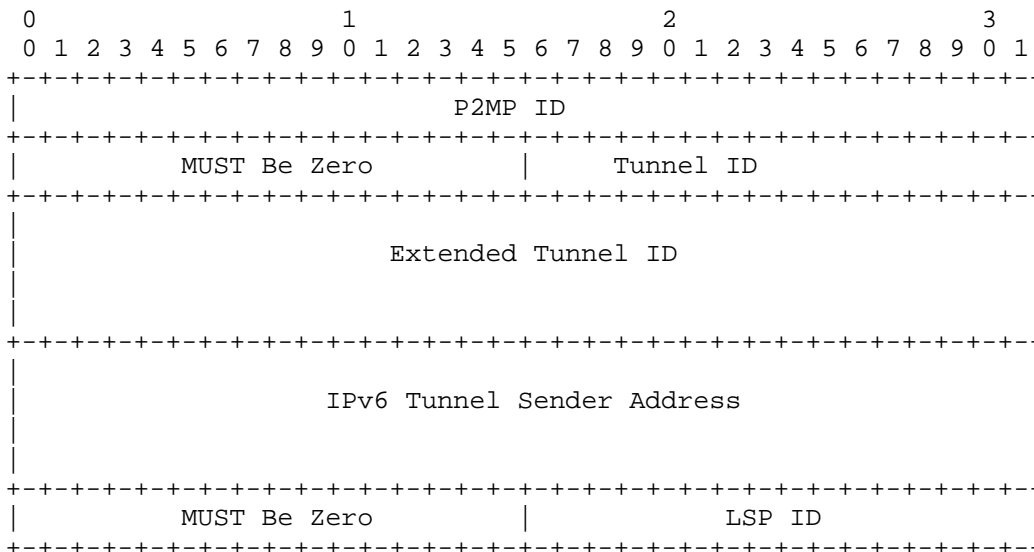 0                   1                   2                   3
0 1 2 3 4 5 6 7 8 9 0 1 2 3 4 5 6 7 8 9 0 1 2 3 4 5 6 7 8 9 0 1
+-+-+-+-+-+-+-+-+-+-+-+-+-+-+-+-+-+-+-+-+-+-+-+-+-+-+-+-+-+-+-+-
| P2MP ID
+-+-+-+-+-+-+-+-+-+-+-+-+-+-+-+-+-+-+-+-+-+-+-+-+-+-+-+-+-+-+-+-
| MUST Be Zero | Tunnel ID
+-+-+-+-+-+-+-+-+-+-+-+-+-+-+-+-+-+-+-+-+-+-+-+-+-+-+-+-+-+-+-+-
|
| Extended Tunnel ID
|
|
+-+-+-+-+-+-+-+-+-+-+-+-+-+-+-+-+-+-+-+-+-+-+-+-+-+-+-+-+-+-+-+-
|
| IPv6 Tunnel Sender Address
|
|
+-+-+-+-+-+-+-+-+-+-+-+-+-+-+-+-+-+-+-+-+-+-+-+-+-+-+-+-+-+-+-+-
| MUST Be Zero | LSP ID
+-+-+-+-+-+-+-+-+-+-+-+-+-+-+-+-+-+-+-+-+-+-+-+-+-+-+-+-+-+-+-+-